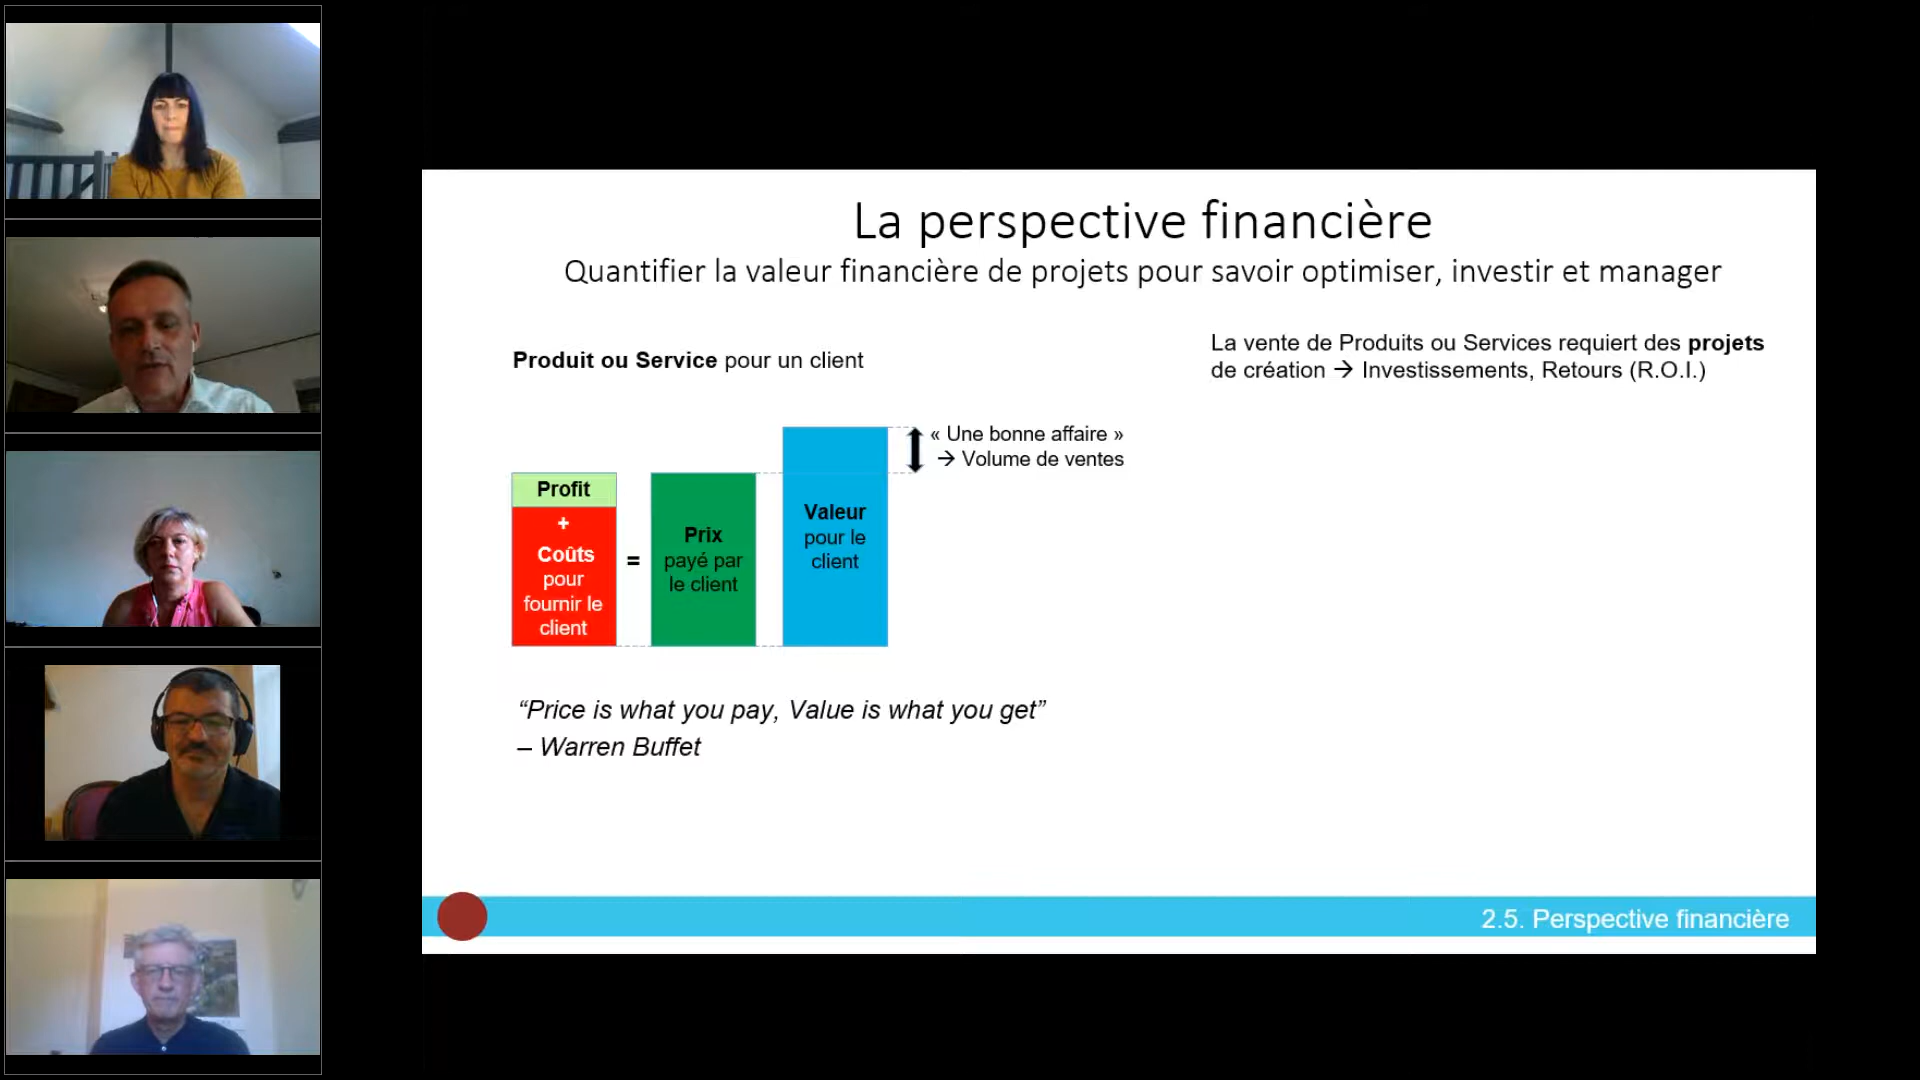 La perspective financière
Quantifier la valeur financière de projets pour savoir optimiser, investir et manager
Produit ou Service pour un client
Profit
+
Coûts
pour
fournir le
client
=
Prix
payé par
le client
Valeur
pour le
client
« Une bonne affaire »
→ Volume de ventes
“Price is what you pay, Value is what you get”
– Warren Buffet
La vente de Produits ou Services requiert des projets
de création → Investissements, Retours (R.O.I.)
2.5. Perspective financière